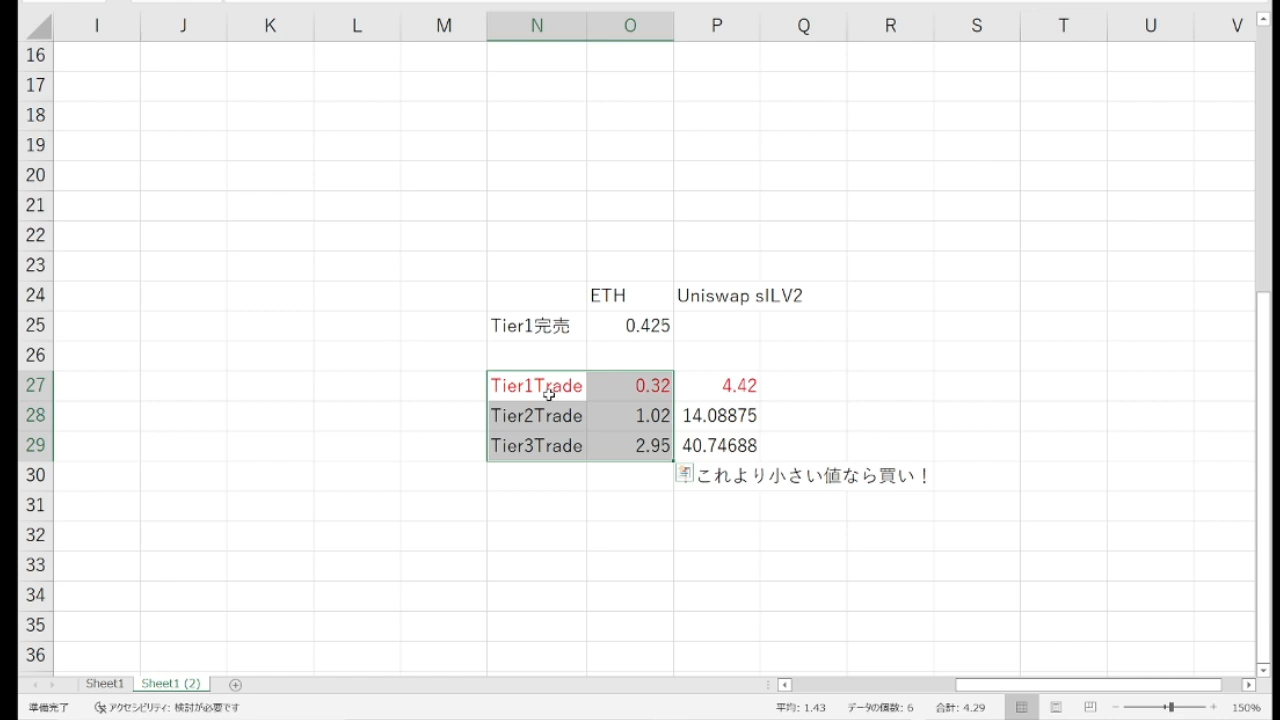 I J K L M N O P Q R S T U V
16
17
18
19
20
21
22
23
24 ETH Uniswap sILV2
25 Tier1完売 0.425
26
27 Tier1Trade 0.32 4.42
28 Tier2Trade 1.02 14.08875
29 Tier3Trade 2.95 40.74688
30 これより小さい値なら買い！
31
32
33
34
35
36
Sheet1 Sheet1 (2)
準備完了 アクセシビリティ: 検討が必要です 平均: 1.43 データの個数: 6 合計: 4.29 150%